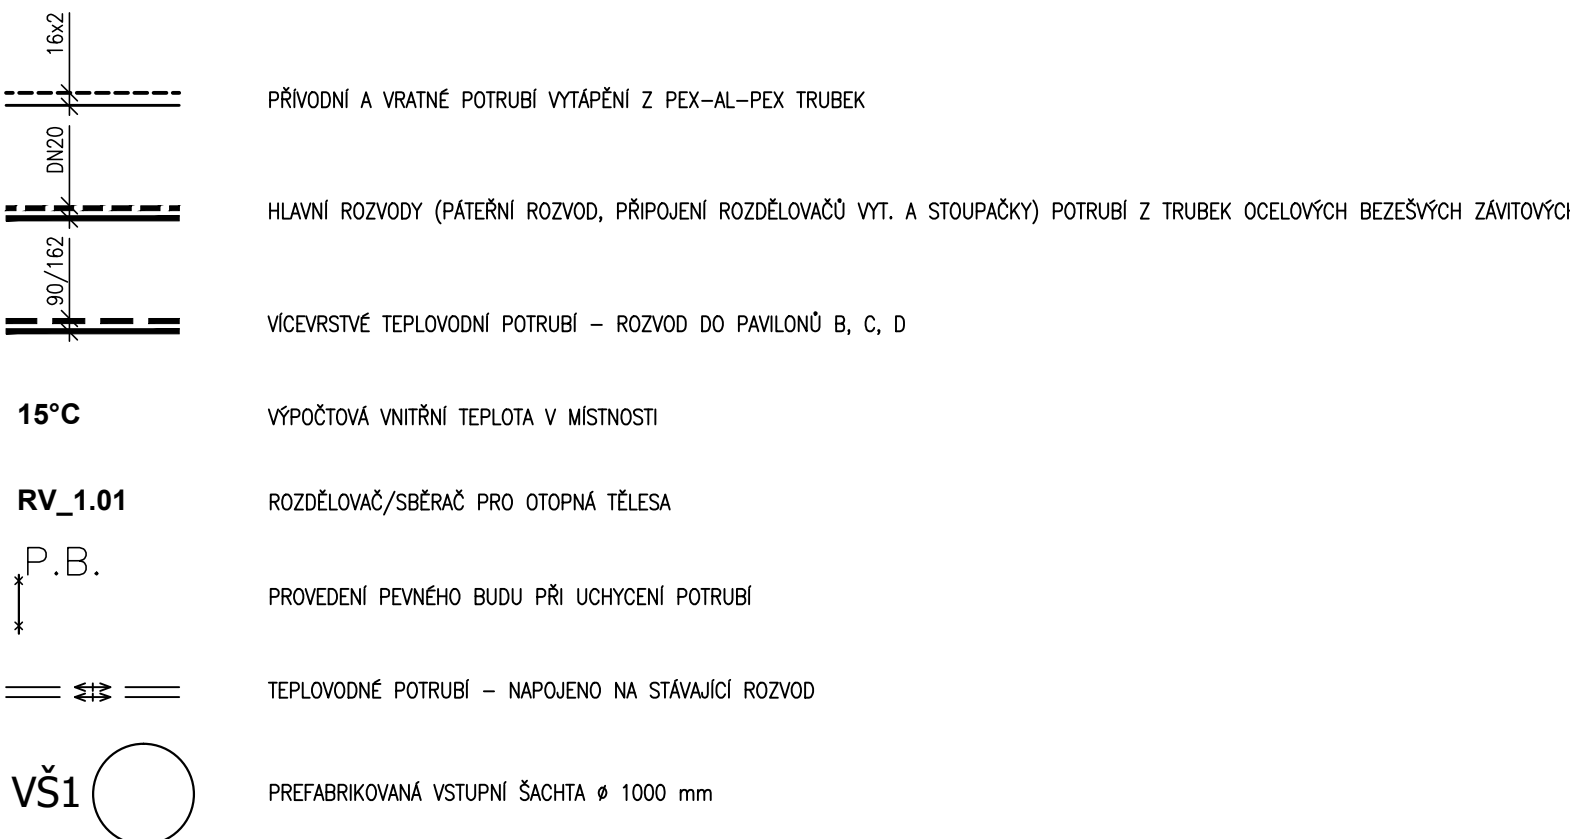 16x2
PŘÍVODNÍ A VRATNÉ POTRUBÍ VYTÁPĚNÍ Z PEX-AL-PEX TRUBEK
DN20
HLAVNÍ ROZVODY (PÁTEŘNÍ ROZVOD, PŘIPOJENÍ ROZDĚLOVAČŮ VYT. A STOUPAČKY) POTRUBÍ Z TRUBEK OCELOVÝCH BEZEŠVÝCH ZÁVITOVÝCH
90/162
VÍCEVRSTVÉ TEPLOVODNÍ POTRUBÍ – ROZVOD DO PAVILONŮ B, C, D
15°C
VÝPOČTOVÁ VNITŘNÍ TEPLOTA V MÍSTNOSTI
RV_1.01
ROZDĚLOVAČ/SBĚRAČ PRO OTOPNÁ TĚLESA
P.B.
PROVEDENÍ PEVNÉHO BUDU PŘI UCHYCENÍ POTRUBÍ
TEPLOVODNÉ POTRUBÍ – NAPOJENO NA STÁVAJÍCÍ ROZVOD
VŠ1
PREFABRIKOVANÁ VSTUPNÍ ŠACHTA ø 1000 mm